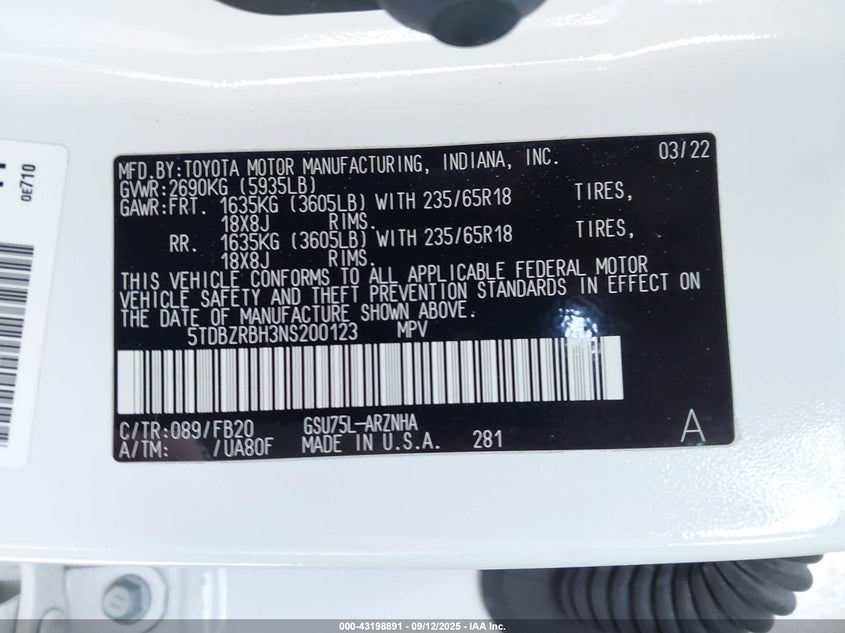 MFD.BY:TOYOTA MOTOR MANUFACTURING, INDIANA, INC. 03/22
GVWR:2690KG (5935LB)
GAWR:FRT. 1635KG (3605LB) WITH 235/65R18 TIRES,
18X8J RIMS.
RR. 1635KG (3605LB) WITH 235/65R18 TIRES,
18X8J RIMS.
THIS VEHICLE CONFORMS TO ALL APPLICABLE FEDERAL MOTOR
VEHICLE SAFETY AND THEFT PREVENTION STANDARDS IN EFFECT ON
THE DATE OF MANUFACTURE SHOWN ABOVE.
5TDBZRBH3NS200123 MPV
C/TR:089/FB20 GSU75L-ARZNHA
A/TM: /UA80F MADE IN U.S.A. 281 A
0E710
000-43198891 - 09/12/2025 - IAA Inc.